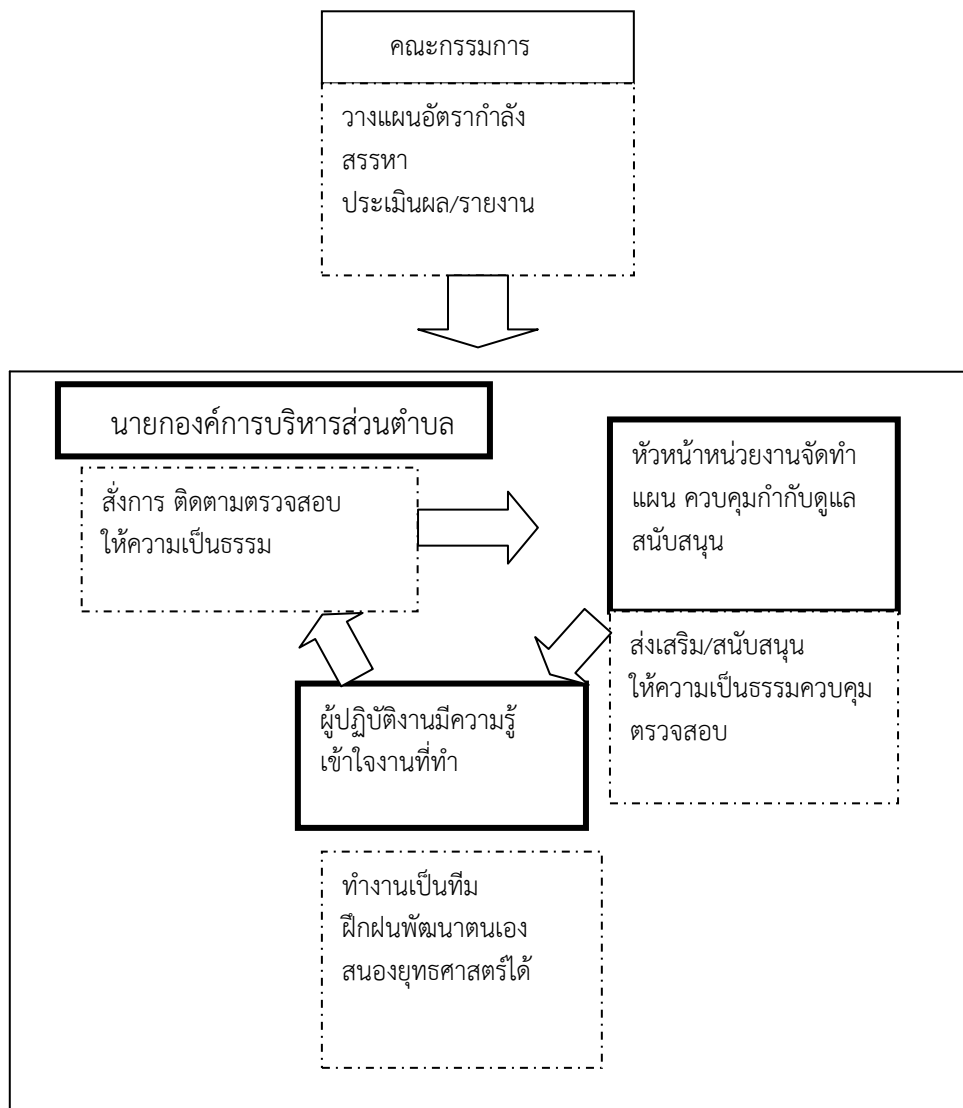 คณะกรรมการ
วางแผนอัตรากำลัง
สรรหา
ประเมินผล/รายงาน
นายกองค์การบริหารส่วนตำบล
สั่งการ ติดตามตรวจสอบ
ให้ความเป็นธรรม
หัวหน้าหน่วยงานจัดทำ
แผน ควบคุมกำกับดูแล
สนับสนุน
ส่งเสริม/สนับสนุน
ให้ความเป็นธรรมควบคุม
ตรวจสอบ
ผู้ปฏิบัติงานมีความรู้
เข้าใจงานที่ทำ
ทำงานเป็นทีม
ฝึกฝนพัฒนาตนเอง
สนองยุทธศาสตร์ได้